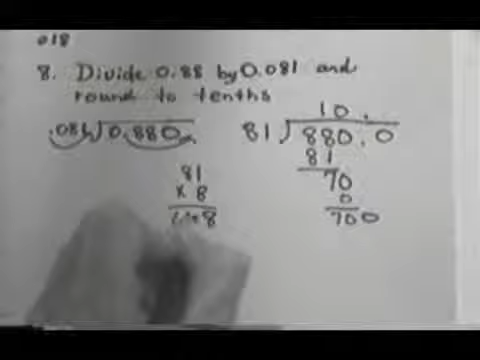 018
8. Divide 0.88 by 0.081 and
round to tenths
10.
.081 0.880. 81 880.0
81
70
81
0
x 8
700